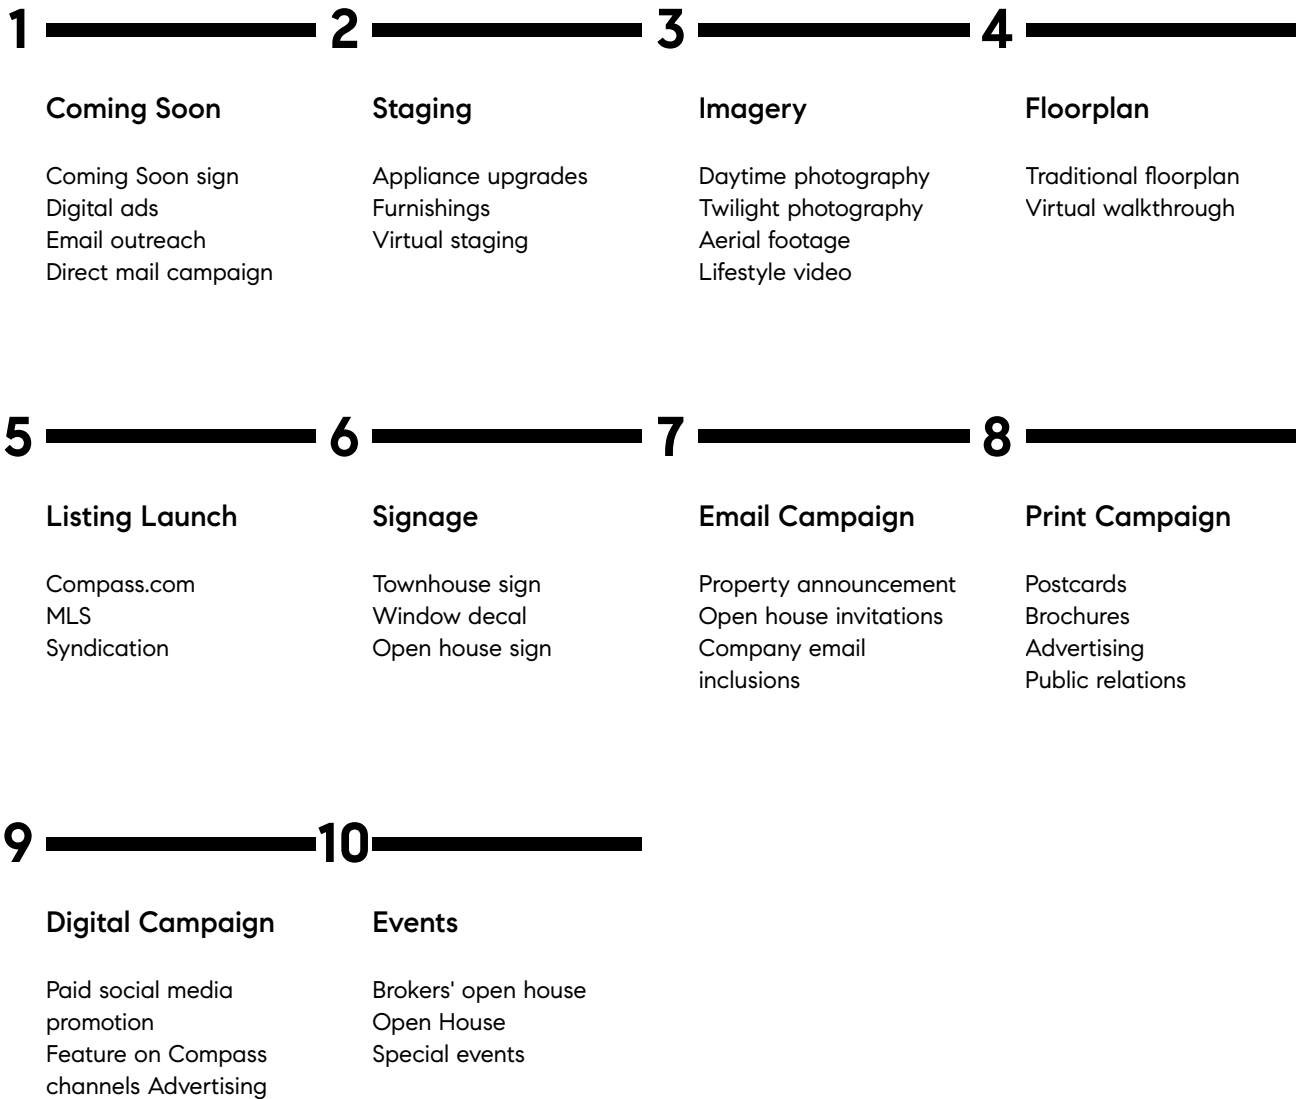 1
Coming Soon
Coming Soon sign
Digital ads
Email outreach
Direct mail campaign
2
Staging
Appliance upgrades
Furnishings
Virtual staging
3
Imagery
Daytime photography
Twilight photography
Aerial footage
Lifestyle video
4
Floorplan
Traditional floorplan
Virtual walkthrough
5
Listing Launch
Compass.com
MLS
Syndication
6
Signage
Townhouse sign
Window decal
Open house sign
7
Email Campaign
Property announcement
Open house invitations
Company email
inclusions
8
Print Campaign
Postcards
Brochures
Advertising
Public relations
9
Digital Campaign
Paid social media
promotion
Feature on Compass
channels Advertising
10
Events
Brokers' open house
Open House
Special events